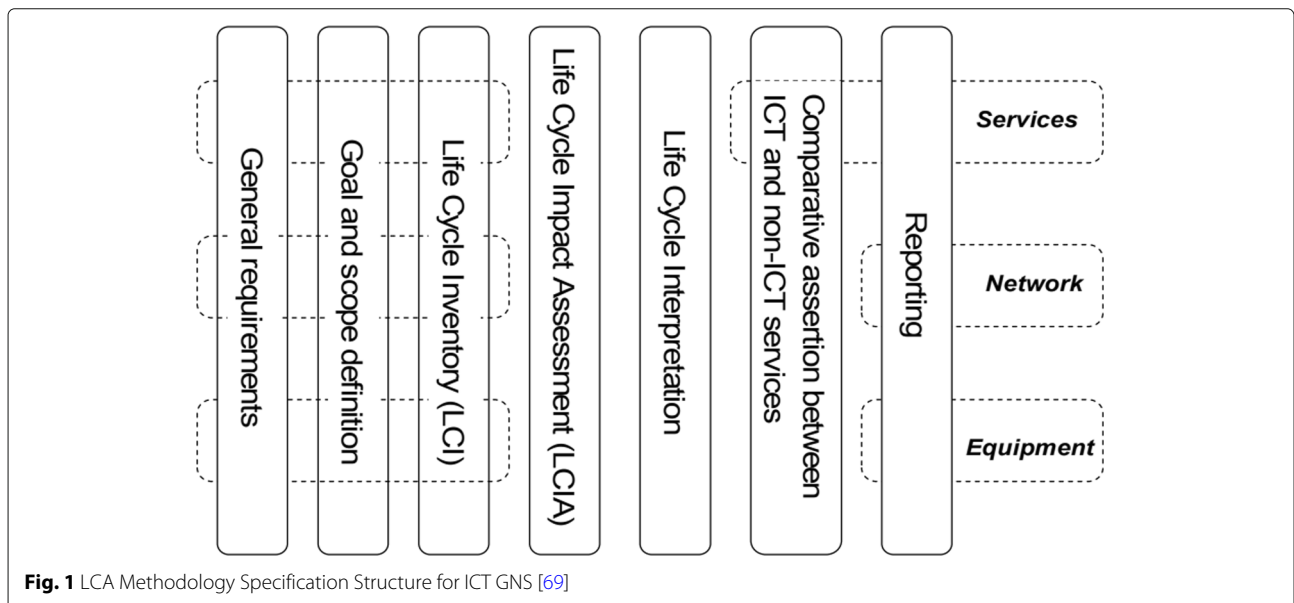 General requirements
Goal and scope definition
Life Cycle Inventory (LCI)
Life Cycle Impact Assessment (LCIA)
Life Cycle Interpretation
Comparative assertion between
ICT and non-ICT services
Reporting
Services
Network
Equipment
Fig. 1 LCA Methodology Specification Structure for ICT GNS [69]